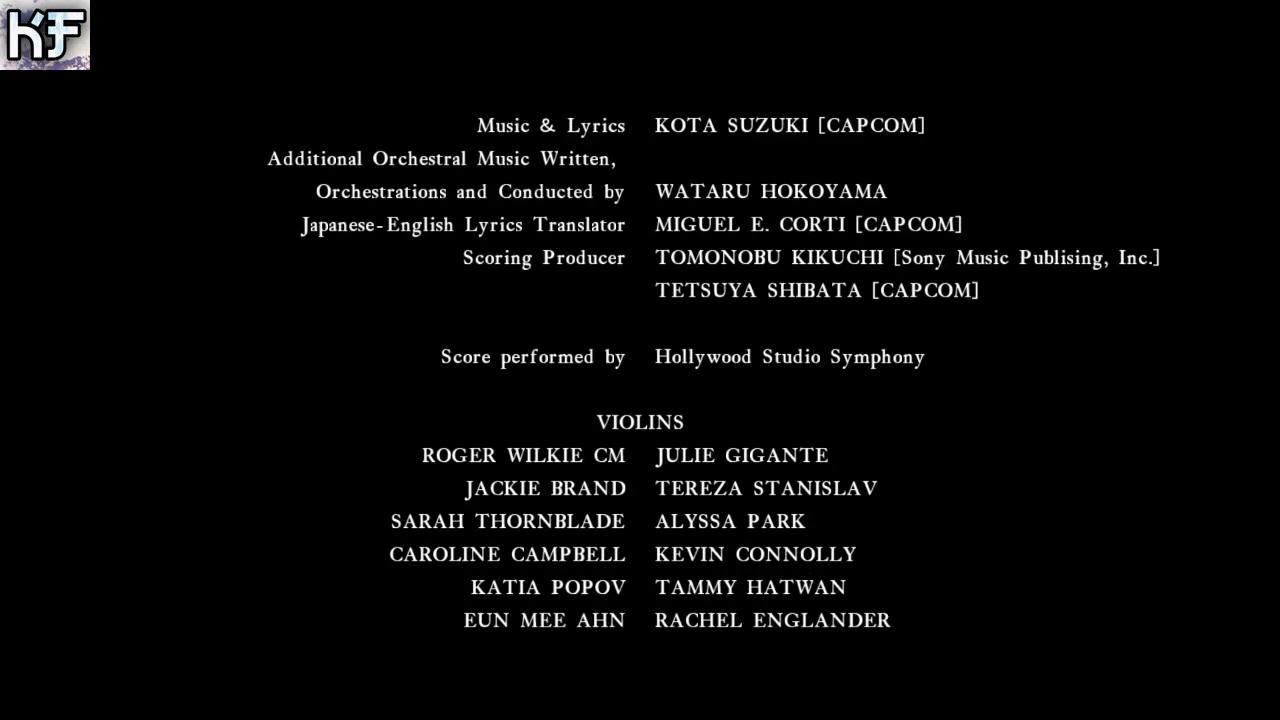 KF
Music & Lyrics KOTA SUZUKI [CAPCOM]
Additional Orchestral Music Written,
Orchestrations and Conducted by WATARU HOKOYAMA
Japanese-English Lyrics Translator MIGUEL E. CORTI [CAPCOM]
Scoring Producer TOMONOBU KIKUCHI [Sony Music Publising, Inc.]
TETSUYA SHIBATA [CAPCOM]
Score performed by Hollywood Studio Symphony
VIOLINS
ROGER WILKIE CM JULIE GIGANTE
JACKIE BRAND TEREZA STANISLAV
SARAH THORNBLADE ALYSSA PARK
CAROLINE CAMPBELL KEVIN CONNOLLY
KATIA POPOV TAMMY HATWAN
EUN MEE AHN RACHEL ENGLANDER